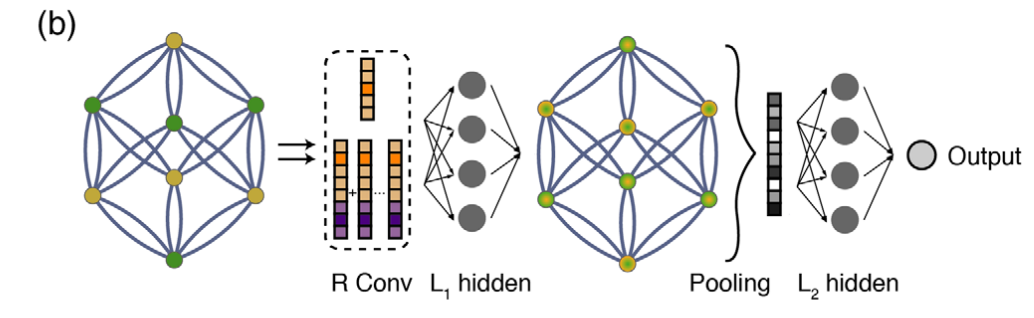 (b)
+ ...
Output
R Conv
L₁ hidden
Pooling
L₂ hidden